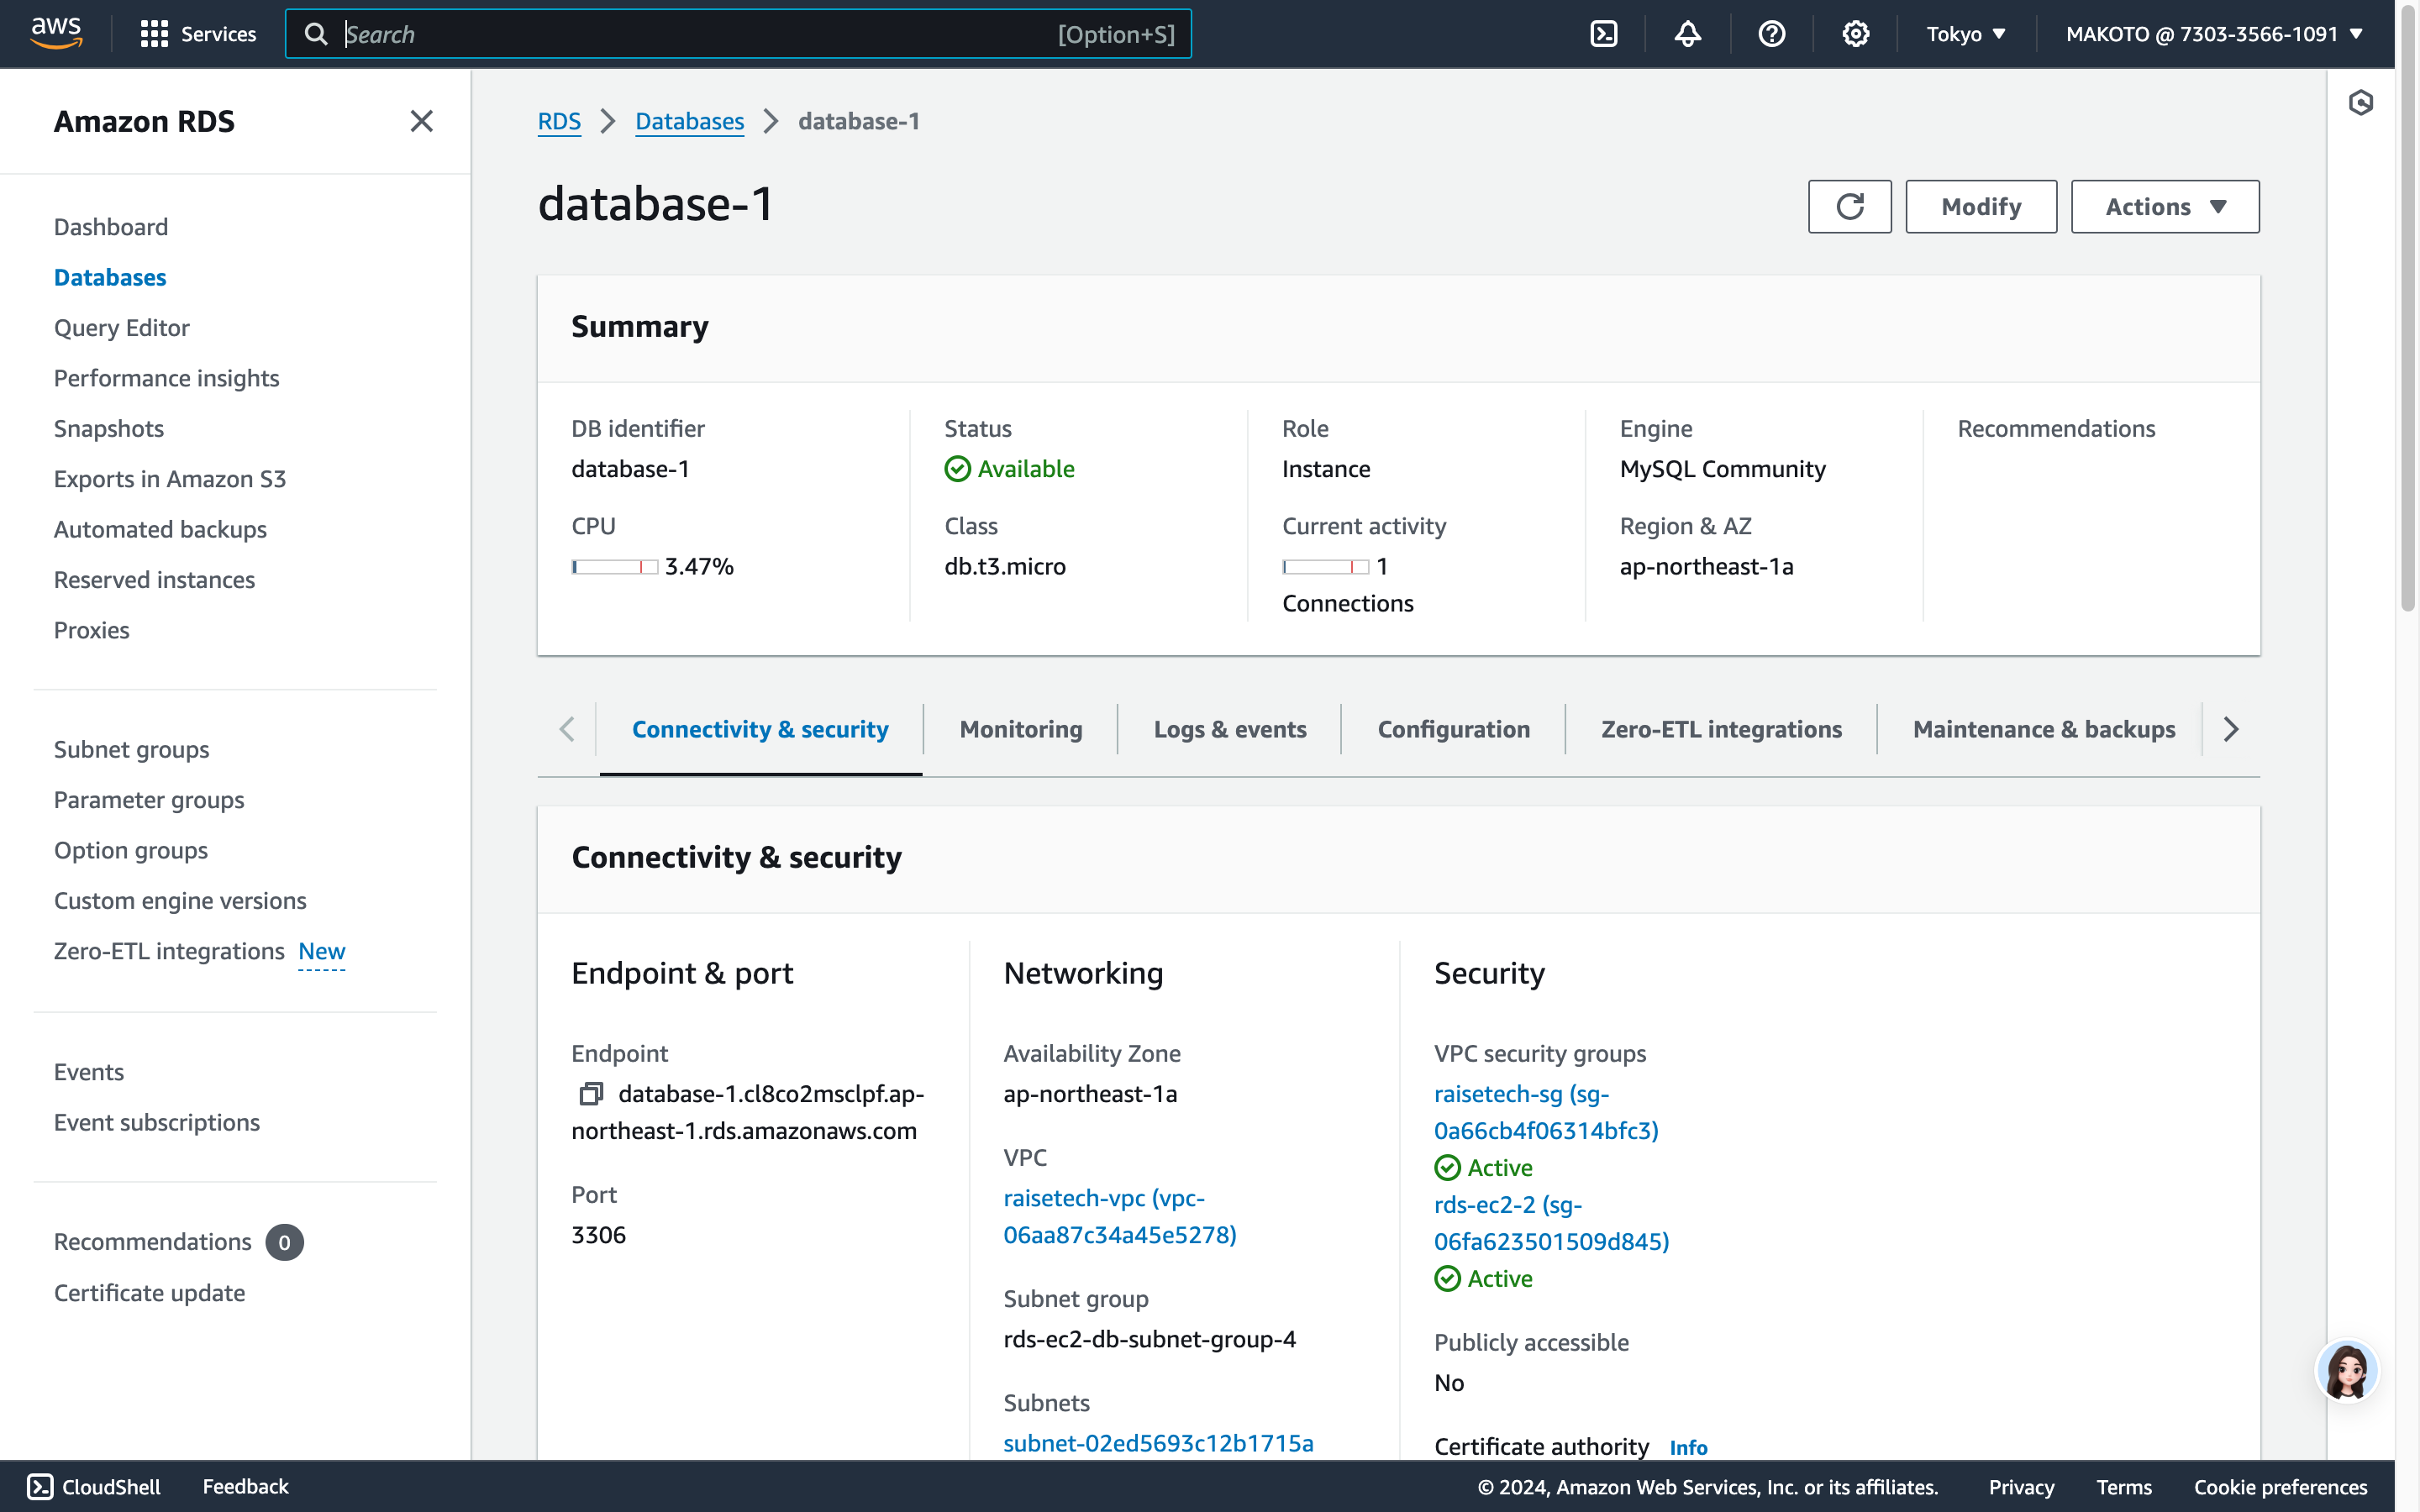 aws
Services
Search
[Option+S]
Tokyo
MAKOTO @ 7303-3566-1091
Amazon RDS
Dashboard
Databases
Query Editor
Performance insights
Snapshots
Exports in Amazon S3
Automated backups
Reserved instances
Proxies
Subnet groups
Parameter groups
Option groups
Custom engine versions
Zero-ETL integrations New
Events
Event subscriptions
Recommendations 0
Certificate update
RDS
Databases
database-1
database-1
Modify
Actions
Summary
DB identifier
database-1
CPU
3.47%
Status
Available
Class
db.t3.micro
Role
Instance
Current activity
1
Connections
Engine
MySQL Community
Region & AZ
ap-northeast-1a
Recommendations
Connectivity & security
Monitoring
Logs & events
Configuration
Zero-ETL integrations
Maintenance & backups
Connectivity & security
Endpoint & port
Endpoint
database-1.cl8co2msclpf.ap-
northeast-1.rds.amazonaws.com
Port
3306
Networking
Availability Zone
ap-northeast-1a
VPC
raisetech-vpc (vpc-
06aa87c34a45e5278)
Subnet group
rds-ec2-db-subnet-group-4
Subnets
subnet-02ed5693c12b1715a
Security
VPC security groups
raisetech-sg (sg-
0a66cb4f06314bfc3)
Active
rds-ec2-2 (sg-
06fa623501509d845)
Active
Publicly accessible
No
Certificate authority Info
CloudShell
Feedback
© 2024, Amazon Web Services, Inc. or its affiliates.
Privacy
Terms
Cookie preferences